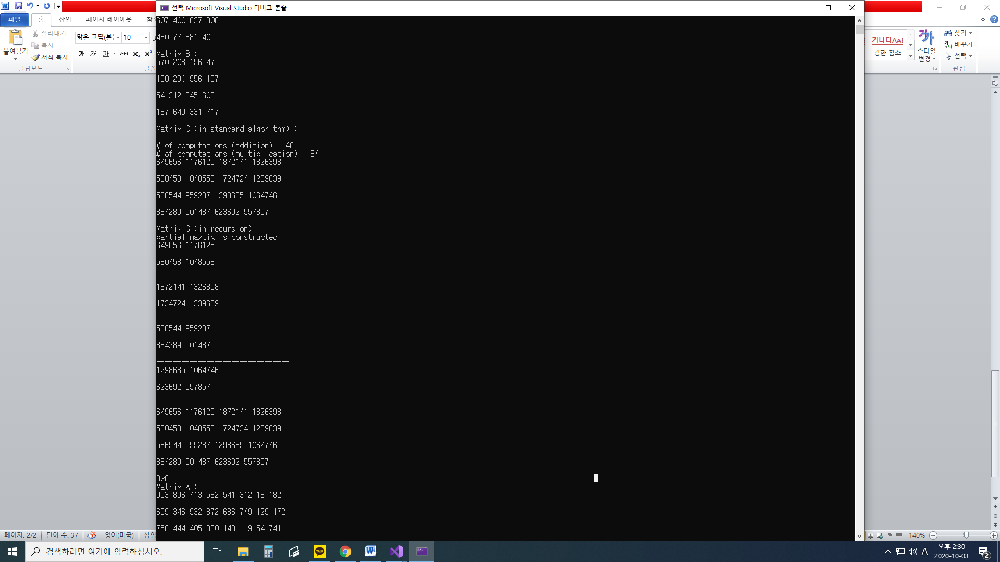 선택 Microsoft Visual Studio 디버그 콘솔
파일 홈 삽입 페이지 레이아웃 참조
붙여넣기
잘라내기
복사
서식 복사
클립보드
맑은 고딕(본문 10
가 가 가
글꼴
가나다AaI
강한 참조
스타일 변경
찾기
바꾸기
선택
편집
607 400 627 808
480 77 381 405
Matrix B :
570 203 196 47
190 290 956 197
54 312 845 603
137 649 331 717
Matrix C (in standard algorithm) :
# of computations (addition) : 48
# of computations (multiplication) : 64
649656 1176125 1872141 1326398
560453 1048553 1724724 1239639
566544 959237 1298635 1064746
364289 501487 623692 557857
Matrix C (in recursion) :
partial maxtix is constructed
649656 1176125
560453 1048553
————————————————
1872141 1326398
1724724 1239639
————————————————
566544 959237
364289 501487
————————————————
1298635 1064746
623692 557857
————————————————
649656 1176125 1872141 1326398
560453 1048553 1724724 1239639
566544 959237 1298635 1064746
364289 501487 623692 557857
8x8
Matrix A :
953 896 413 532 541 312 16 182
699 346 932 872 686 749 129 172
756 444 405 880 143 119 54 741
페이지: 2/2 단어 수: 37 영어(미국) 삽입
140%
검색하려면 여기에 입력하십시오.
TALK
A
오후 2:30
2020-10-03
2